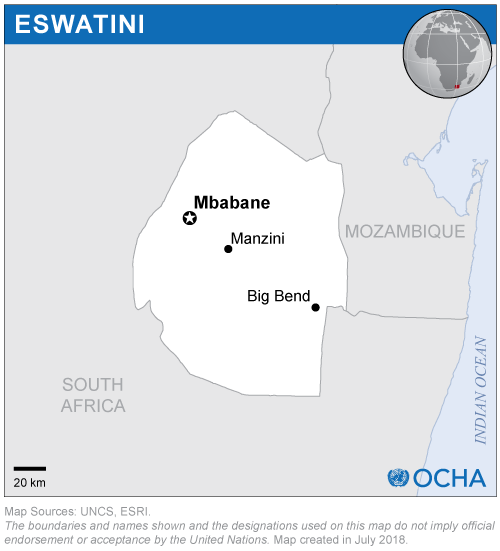 ESWATINI
Mbabane
Manzini
MOZAMBIQUE
Big Bend
SOUTH
AFRICA
INDIAN OCEAN
20 km
OCHA
Map Sources: UNCS, ESRI.
The boundaries and names shown and the designations used on this map do not imply official
endorsement or acceptance by the United Nations. Map created in July 2018.